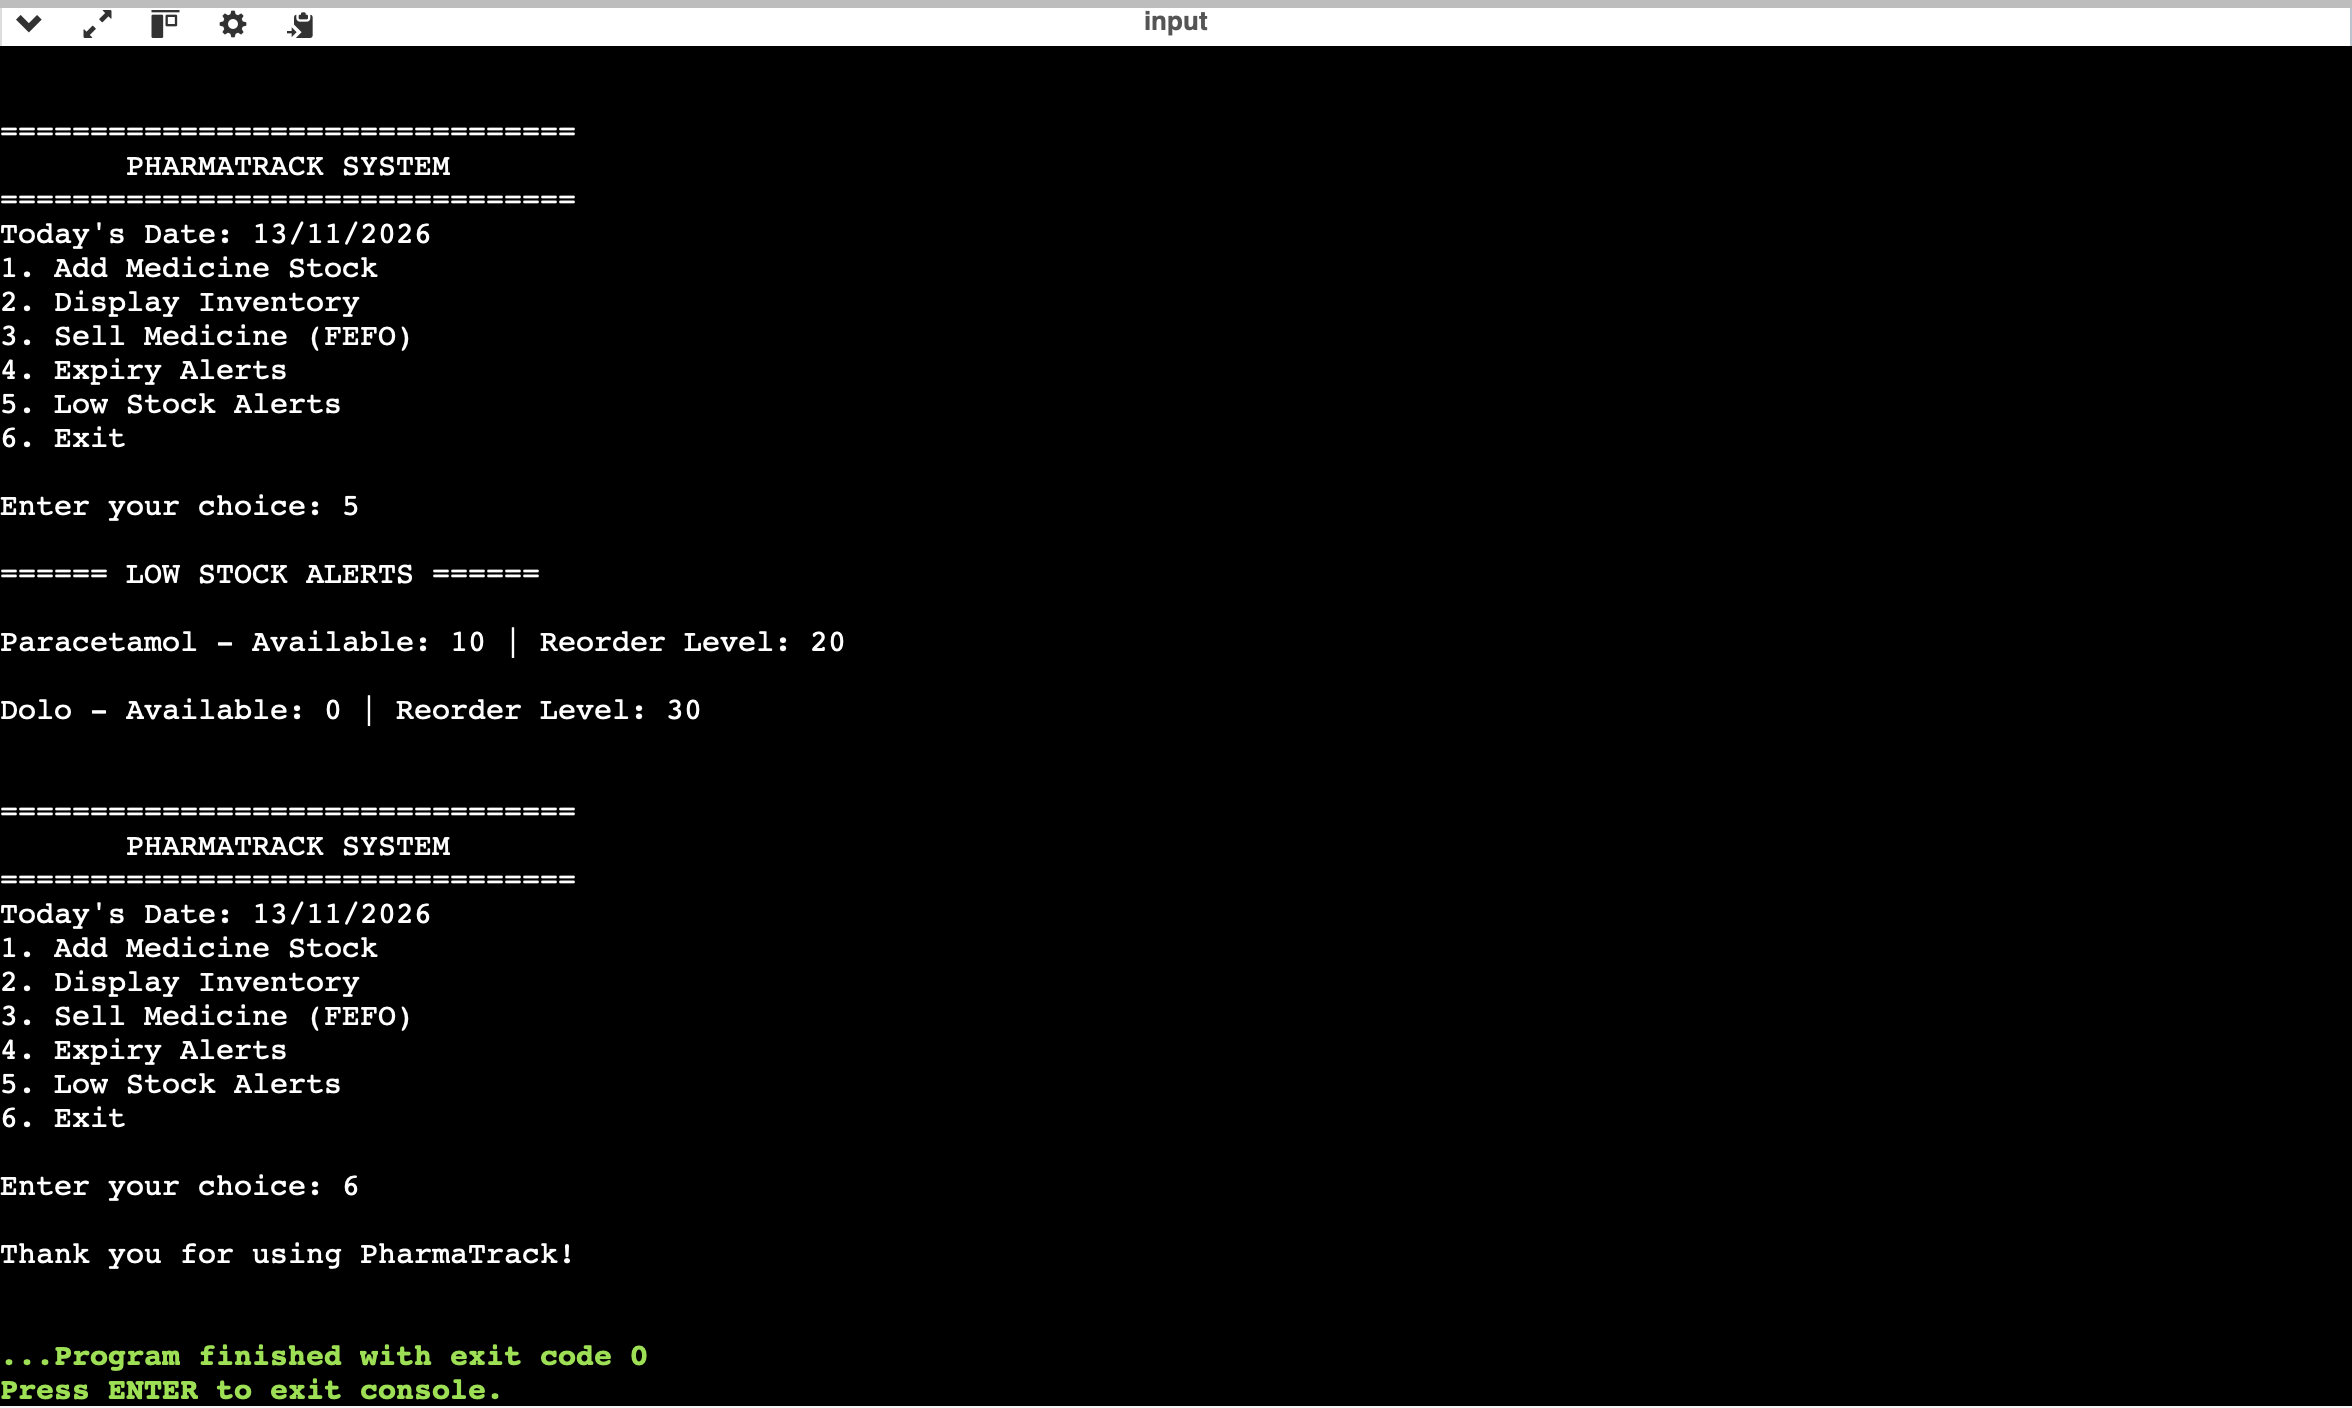 input
================================
       PHARMATRACK SYSTEM
================================
Today's Date: 13/11/2026
1. Add Medicine Stock
2. Display Inventory
3. Sell Medicine (FEFO)
4. Expiry Alerts
5. Low Stock Alerts
6. Exit
Enter your choice: 5
====== LOW STOCK ALERTS ======
Paracetamol - Available: 10 | Reorder Level: 20
Dolo - Available: 0 | Reorder Level: 30
================================
       PHARMATRACK SYSTEM
================================
Today's Date: 13/11/2026
1. Add Medicine Stock
2. Display Inventory
3. Sell Medicine (FEFO)
4. Expiry Alerts
5. Low Stock Alerts
6. Exit
Enter your choice: 6
Thank you for using PharmaTrack!
...Program finished with exit code 0
Press ENTER to exit console.